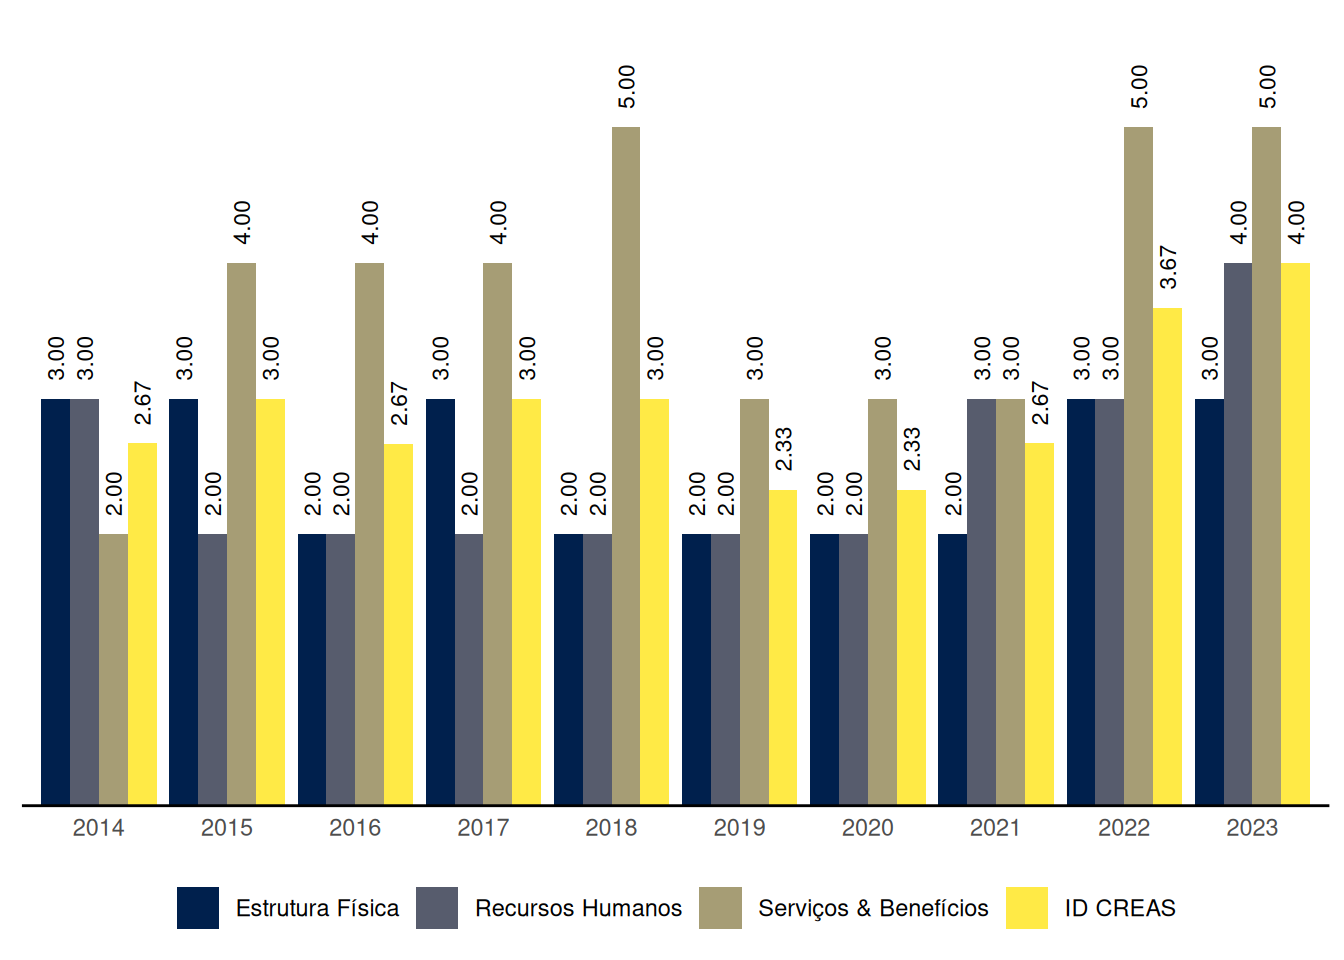 3.00 3.00 2.00 2.67
3.00 2.00 4.00 3.00
2.00 2.00 4.00 2.67
3.00 2.00 4.00 3.00
2.00 2.00 5.00 3.00
2.00 2.00 3.00 2.33
2.00 2.00 3.00 2.33
2.00 3.00 3.00 2.67
3.00 3.00 5.00 3.67
3.00 4.00 5.00 4.00
2014 2015 2016 2017 2018 2019 2020 2021 2022 2023
Estrutura Física Recursos Humanos Serviços & Benefícios ID CREAS